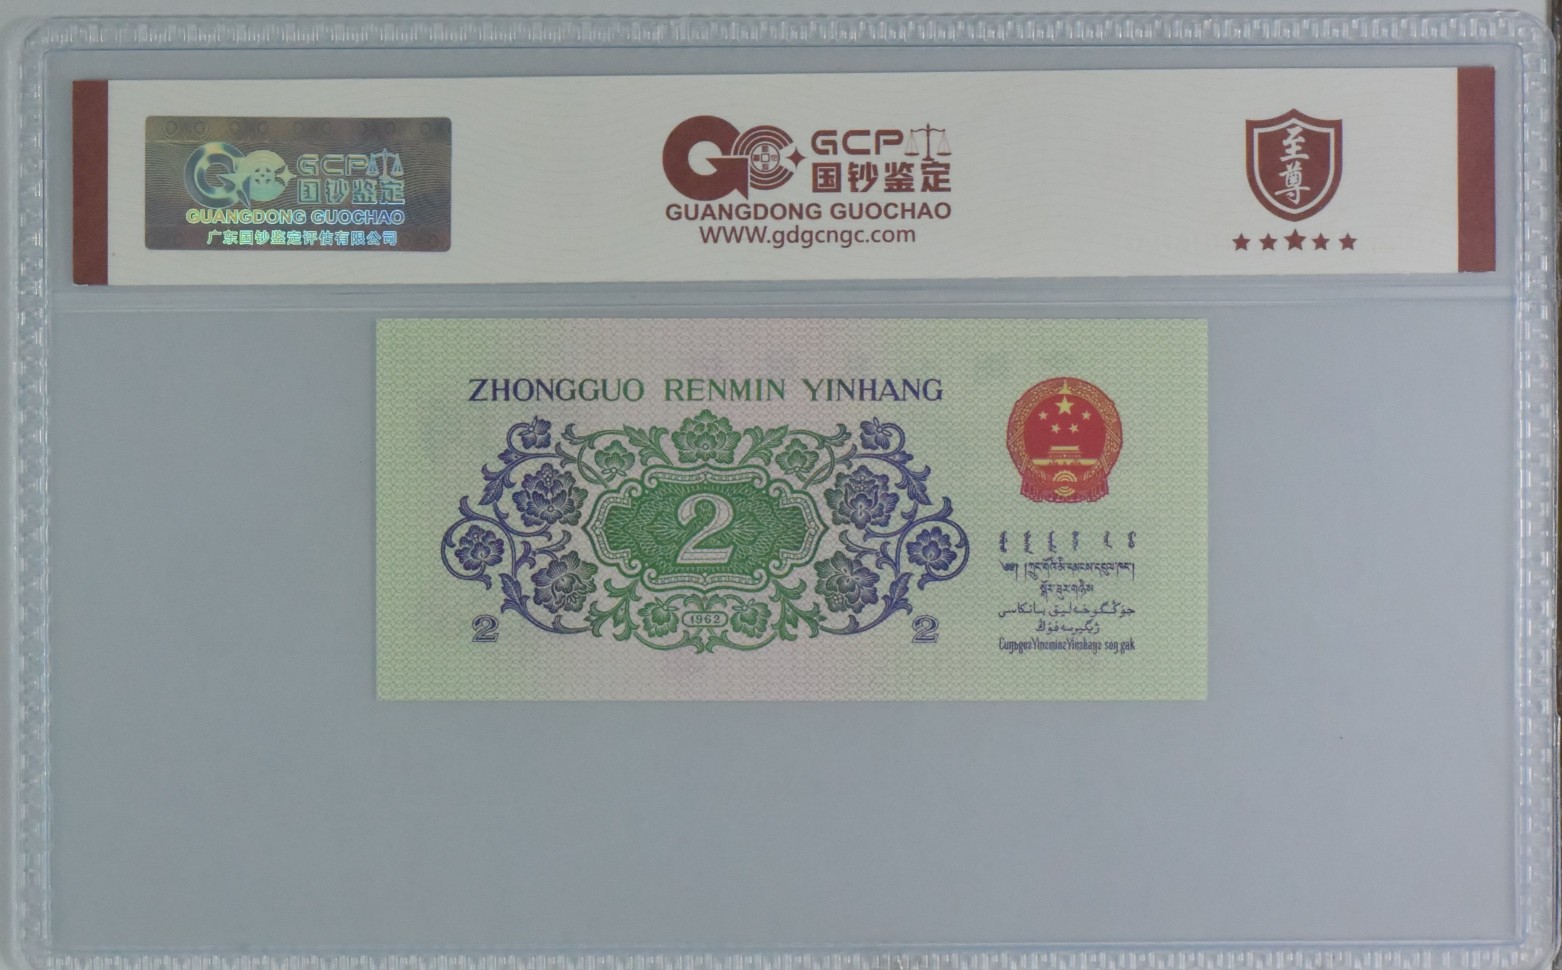 GCP
国钞鉴定
GUANGDONG GUOCHAO
广东国钞鉴定评估有限公司
GCP
国钞鉴定
GUANGDONG GUOCHAO
WWW.gdgcngc.com
至尊
ZHONGGUO RENMIN YINHANG
2
1962
2
2
جۇڭگوخەلىق بانكاسى